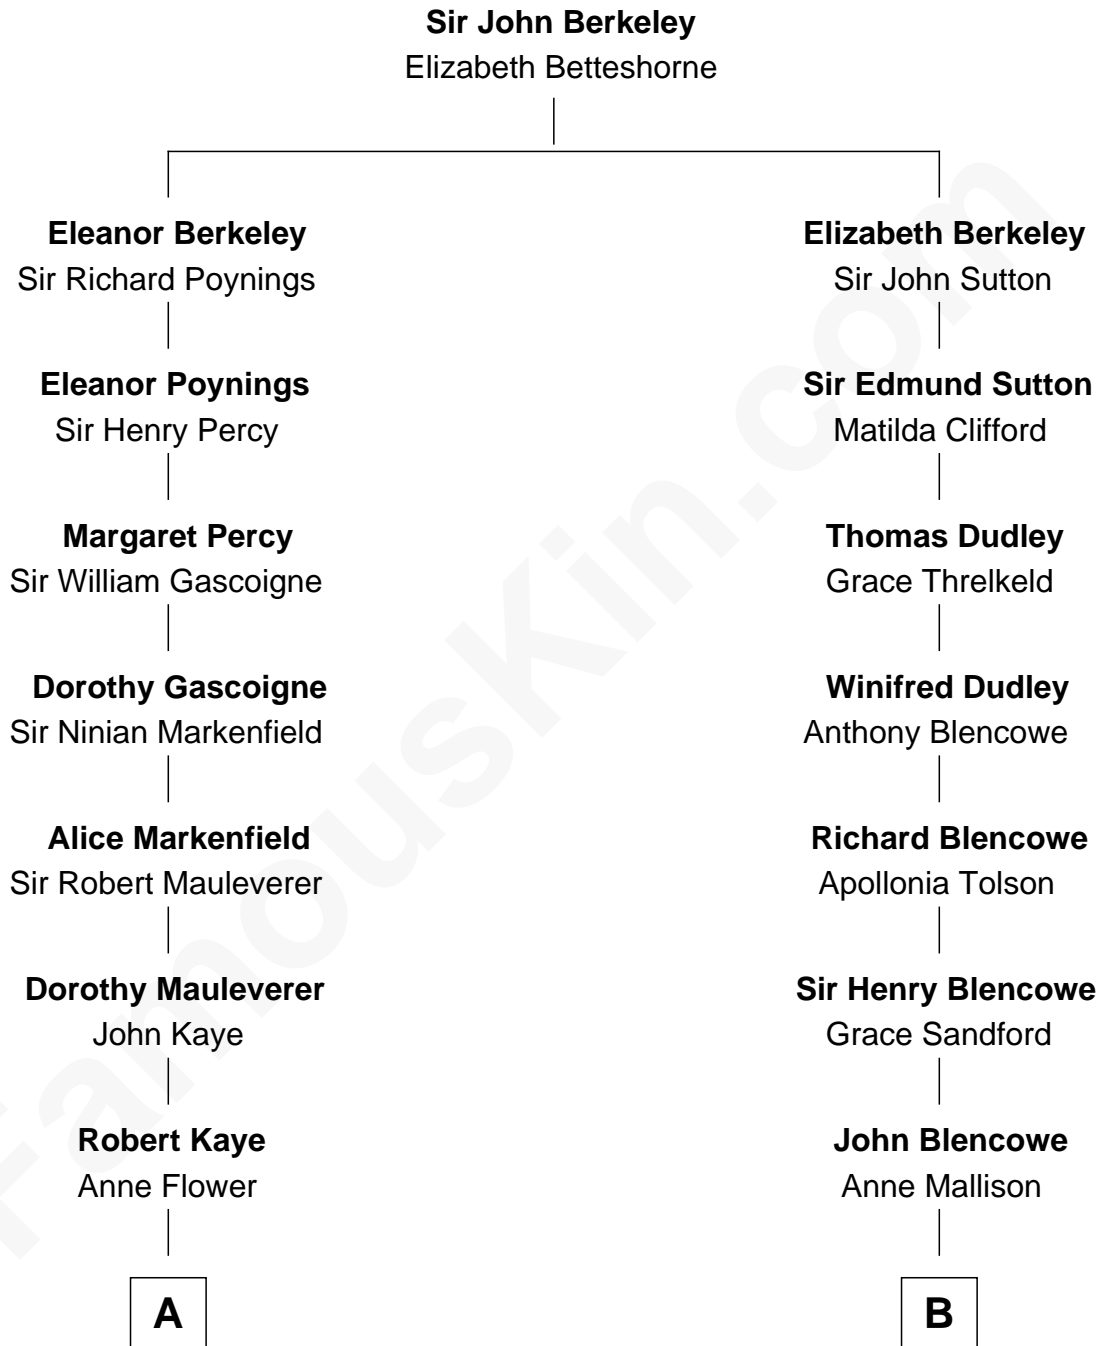 Sir John Berkeley
Elizabeth Betteshorne
Eleanor Berkeley
Sir Richard Poynings
Elizabeth Berkeley
Sir John Sutton
Eleanor Poynings
Sir Henry Percy
Sir Edmund Sutton
Matilda Clifford
Margaret Percy
Sir William Gascoigne
Thomas Dudley
Grace Threlkeld
Dorothy Gascoigne
Sir Ninian Markenfield
Winifred Dudley
Anthony Blencowe
Alice Markenfield
Sir Robert Mauleverer
Richard Blencowe
Apollonia Tolson
Dorothy Mauleverer
John Kaye
Sir Henry Blencowe
Grace Sandford
Robert Kaye
Anne Flower
John Blencowe
Anne Mallison
A
B
FamousKin.com